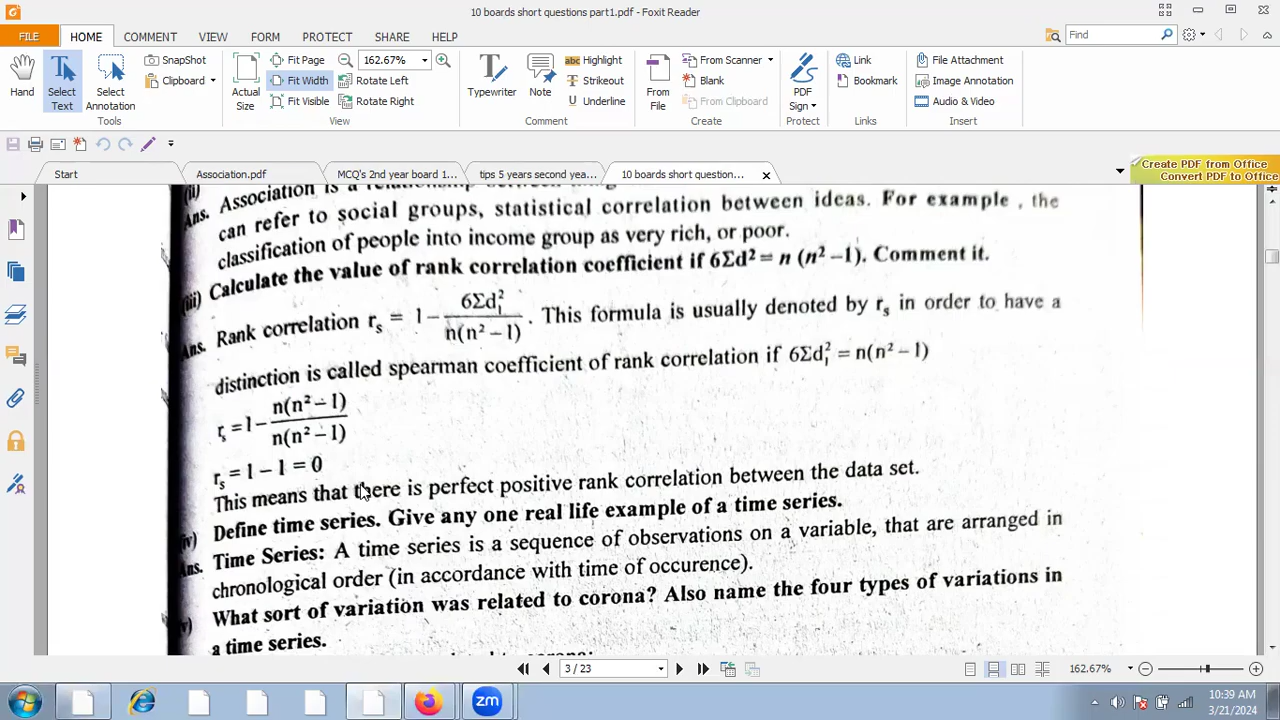 10 boards short questions part1.pdf - Foxit Reader
FILE HOME COMMENT VIEW FORM PROTECT SHARE HELP Find
Hand Select Text Select Annotation SnapShot Clipboard Tools
Actual Size Fit Page Fit Width Fit Visible 162.67% Rotate Left Rotate Right View
Typewriter Note Highlight Strikeout Underline Comment
From File From Scanner Blank From Clipboard Create
PDF Sign Protect
Link Bookmark Links
File Attachment Image Annotation Audio & Video Insert
Start Association.pdf MCQ's 2nd year board 1... tips 5 years second yea... 10 boards short question...
Create PDF from Office
Convert PDF to Office
(ii)
Ans. Association is a
can refer to social groups, statistical correlation between ideas. For example , the
classification of people into income group as very rich, or poor.
(iii) Calculate the value of rank corrclation coefficient if 6Σd² = n (n² –1). Comment it.
Ans. Rank correlation rₛ = 1 – 6Σd₁² / n(n² – 1) . This formula is usually denoted by rₛ in order to have a
distinction is called spearman coefficient of rank correlation if 6Σd₁² = n(n² – 1)
rₛ = 1 – n(n² – 1) / n(n² – 1)
rₛ = 1 – 1 = 0
This means that there is perfect positive rank correlation between the data set.
(iv) Define time series. Give any one real life example of a time series.
Ans. Time Series: A time series is a sequence of observations on a variable, that are arranged in
chronological order (in accordance with time of occurence).
What sort of variation was related to corona? Also name the four types of variations in
a time series.
3 / 23 162.67%
zm
10:39 AM
3/21/2024